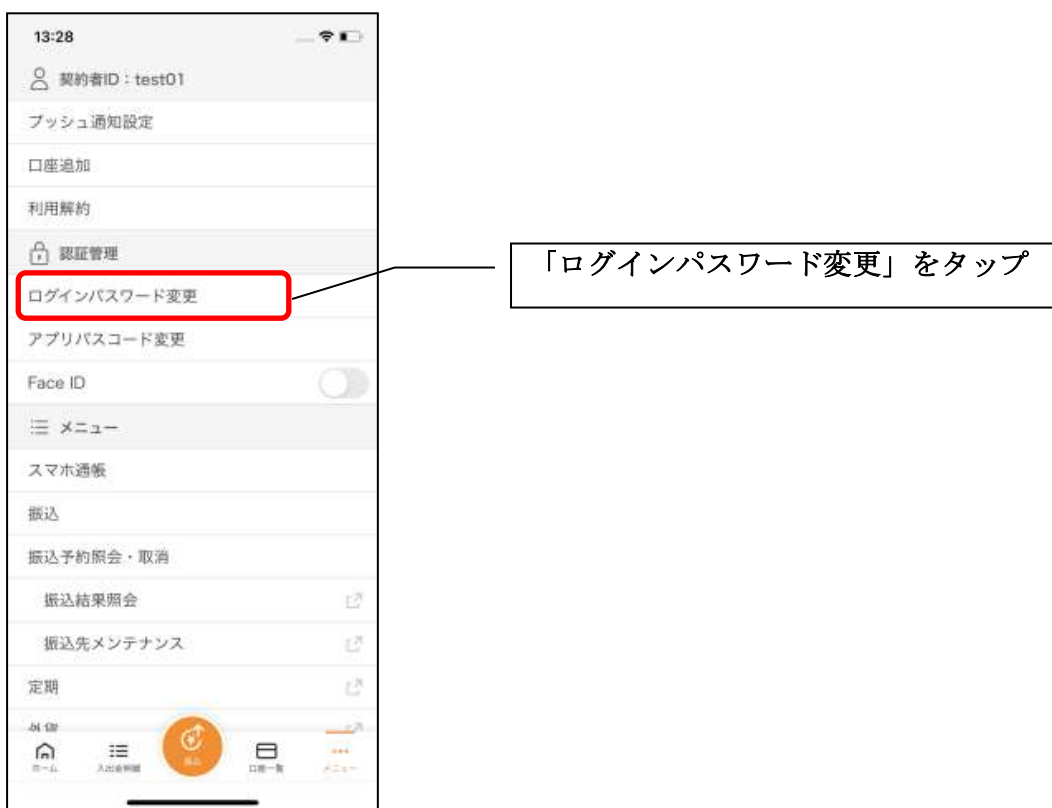 13:28
契約者ID：test01
プッシュ通知設定
口座追加
利用解約
認証管理
ログインパスワード変更
「ログインパスワード変更」をタップ
アプリパスコード変更
Face ID
メニュー
スマホ通帳
振込
振込予約照会・取消
振込結果照会
振込先メンテナンス
定期
ホーム
入出金明細
振込
口座一覧
メニュー